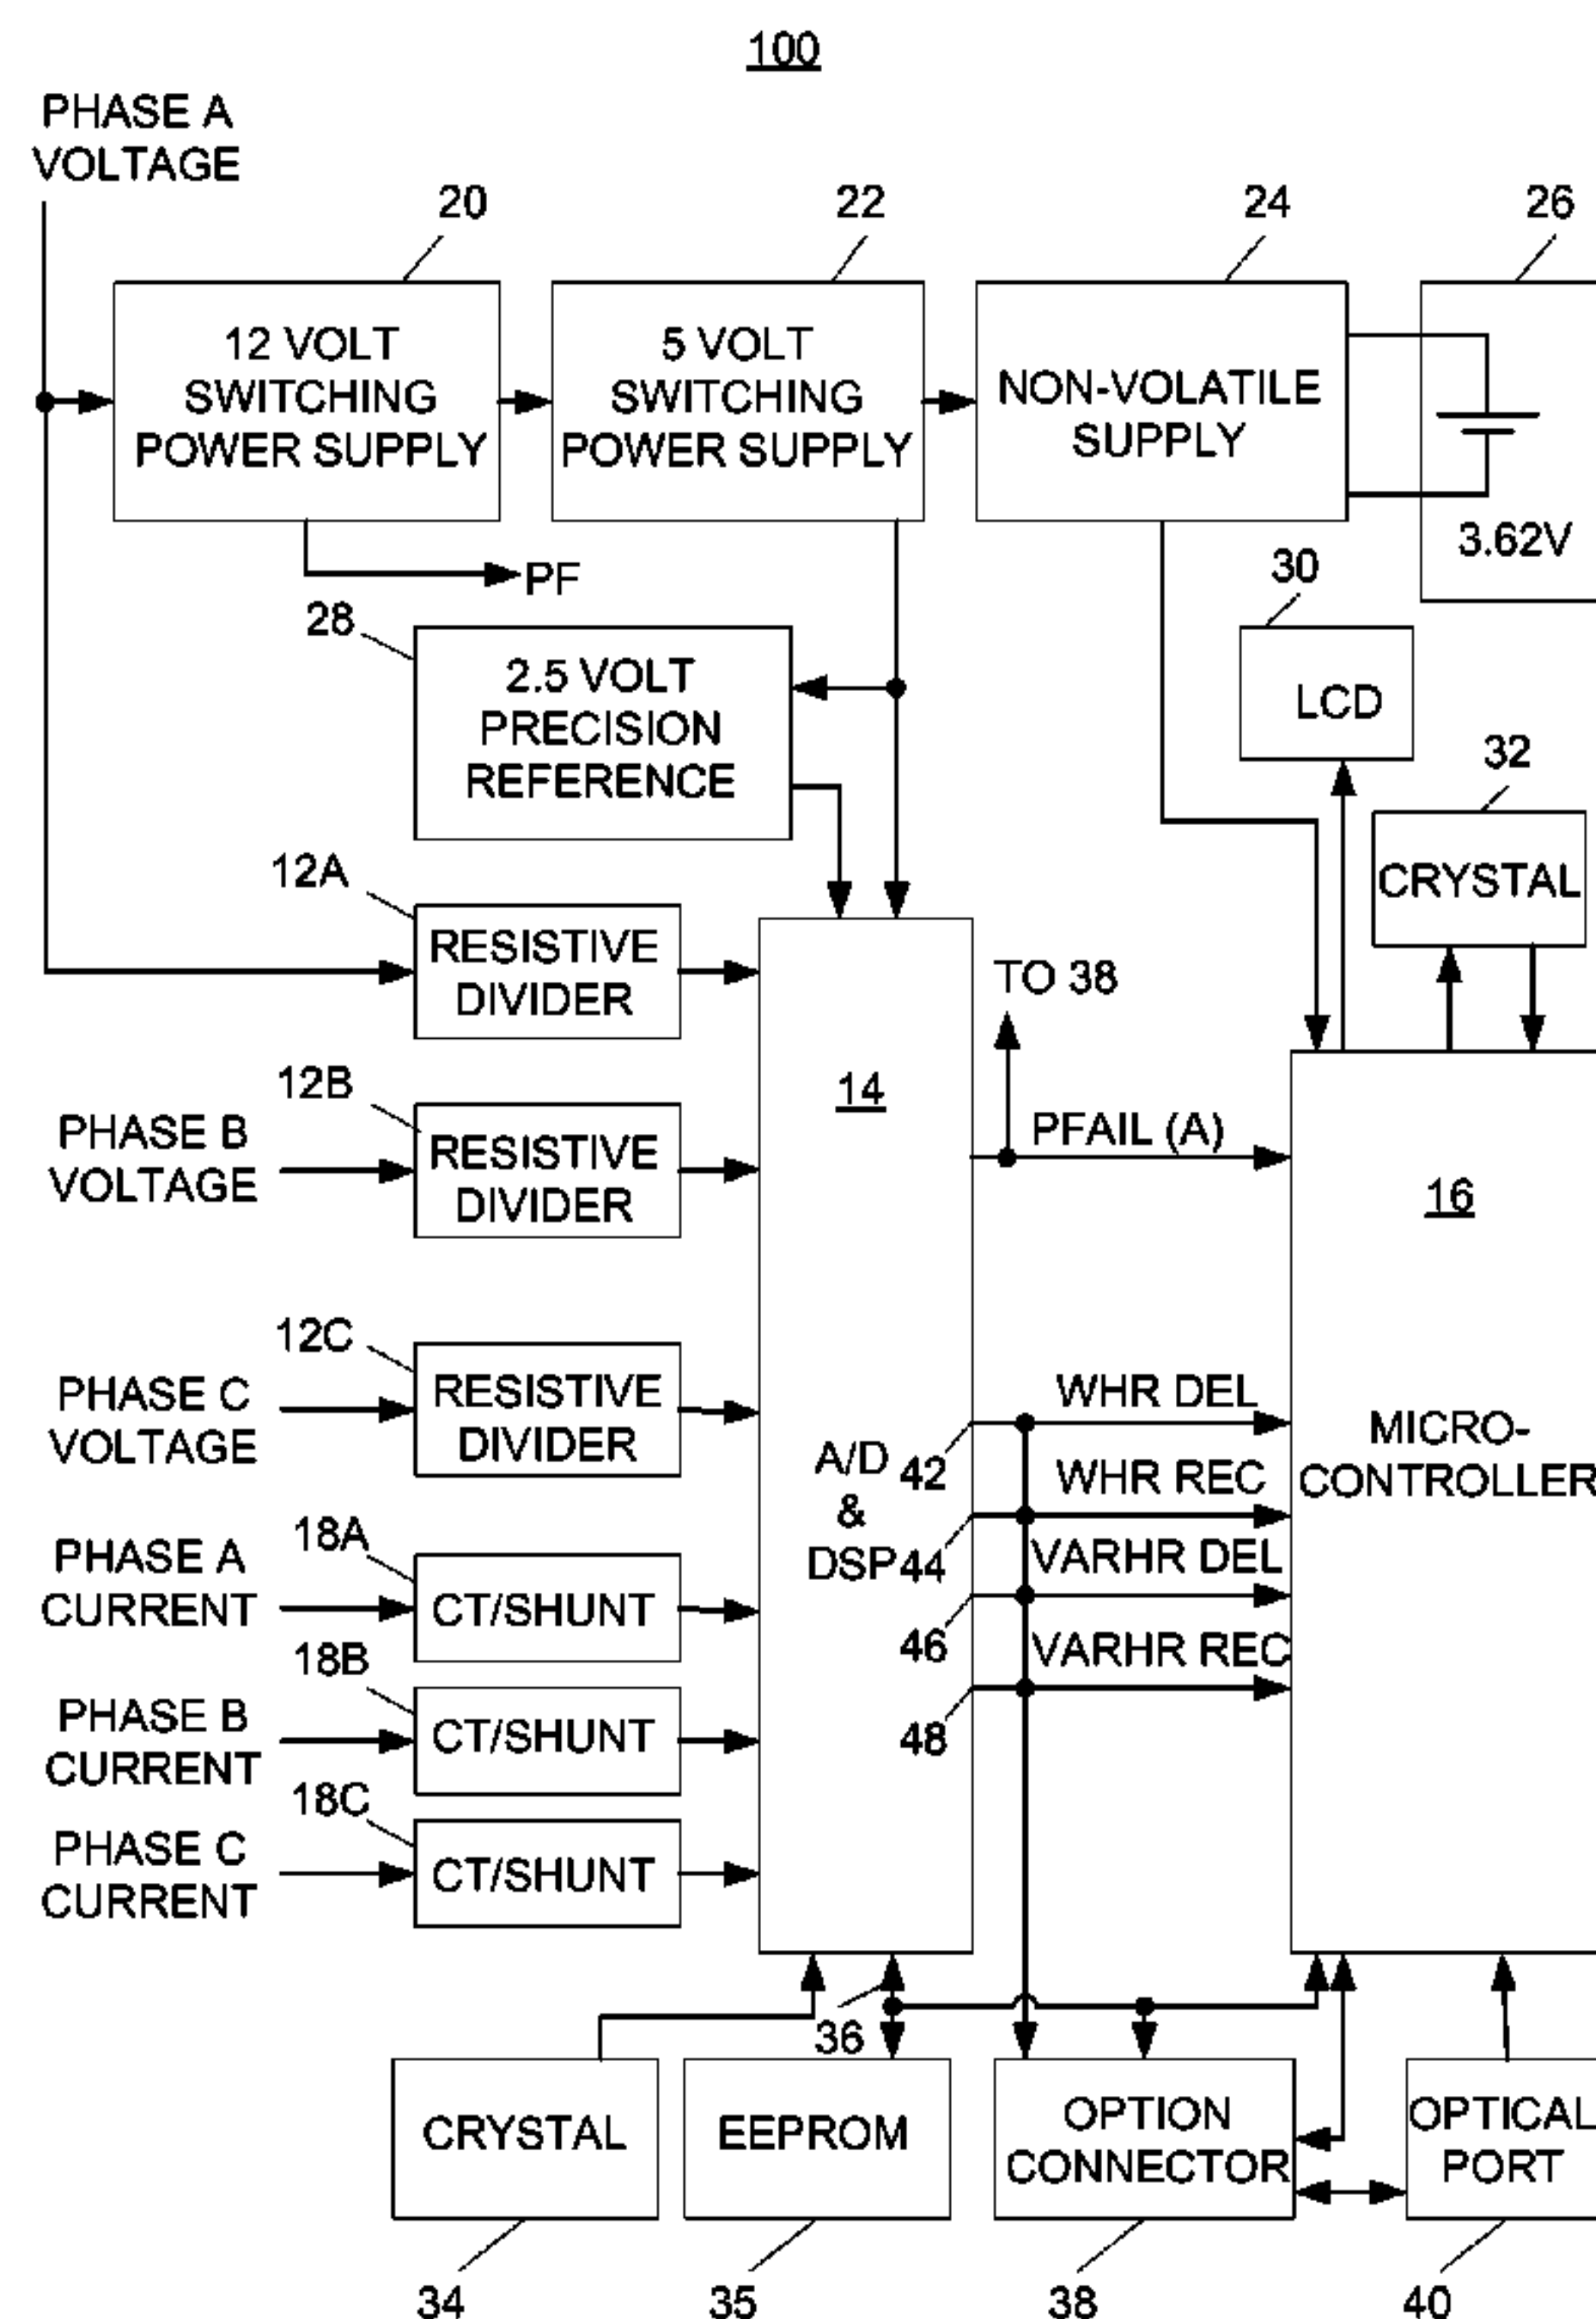 100
PHASE A
VOLTAGE
20
22
24
26
12 VOLT
SWITCHING
POWER SUPPLY
5 VOLT
SWITCHING
POWER SUPPLY
NON-VOLATILE
SUPPLY
3.62V
PF
28
2.5 VOLT
PRECISION
REFERENCE
30
LCD
32
CRYSTAL
12A
RESISTIVE
DIVIDER
TO 38
14
12B
PHASE B
VOLTAGE
RESISTIVE
DIVIDER
PFAIL (A)
16
12C
PHASE C
VOLTAGE
RESISTIVE
DIVIDER
A/D
&
DSP
42
44
46
48
WHR DEL
WHR REC
VARHR DEL
VARHR REC
MICRO-
CONTROLLER
18A
PHASE A
CURRENT
CT/SHUNT
18B
PHASE B
CURRENT
CT/SHUNT
18C
PHASE C
CURRENT
CT/SHUNT
36
CRYSTAL
EEPROM
OPTION
CONNECTOR
OPTICAL
PORT
34
35
38
40